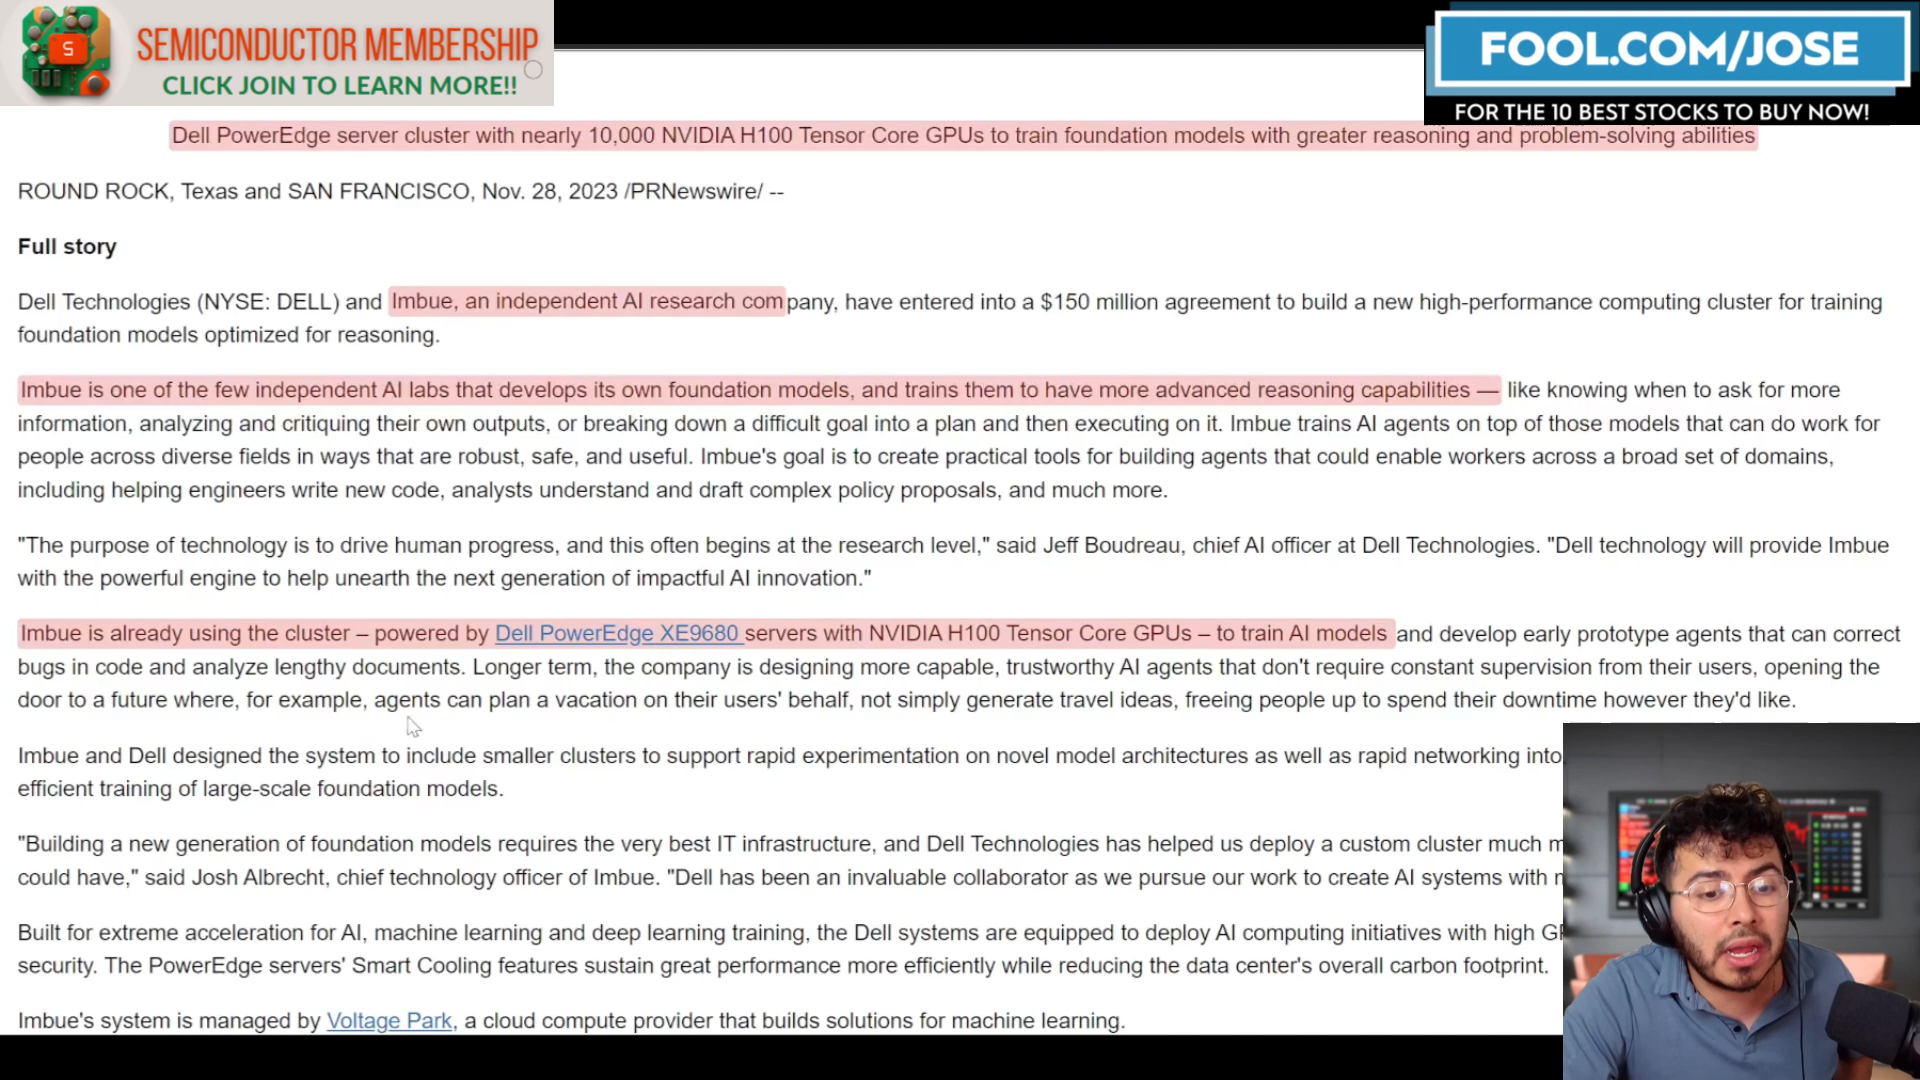 SEMICONDUCTOR MEMBERSHIP
CLICK JOIN TO LEARN MORE!!
FOOL.COM/JOSE
FOR THE 10 BEST STOCKS TO BUY NOW!
Dell PowerEdge server cluster with nearly 10,000 NVIDIA H100 Tensor Core GPUs to train foundation models with greater reasoning and problem-solving abilities
ROUND ROCK, Texas and SAN FRANCISCO, Nov. 28, 2023 /PRNewswire/ --
Full story
Dell Technologies (NYSE: DELL) and Imbue, an independent AI research company, have entered into a $150 million agreement to build a new high-performance computing cluster for training
foundation models optimized for reasoning.
Imbue is one of the few independent AI labs that develops its own foundation models, and trains them to have more advanced reasoning capabilities — like knowing when to ask for more
information, analyzing and critiquing their own outputs, or breaking down a difficult goal into a plan and then executing on it. Imbue trains AI agents on top of those models that can do work for
people across diverse fields in ways that are robust, safe, and useful. Imbue's goal is to create practical tools for building agents that could enable workers across a broad set of domains,
including helping engineers write new code, analysts understand and draft complex policy proposals, and much more.
"The purpose of technology is to drive human progress, and this often begins at the research level," said Jeff Boudreau, chief AI officer at Dell Technologies. "Dell technology will provide Imbue
with the powerful engine to help unearth the next generation of impactful AI innovation."
Imbue is already using the cluster – powered by Dell PowerEdge XE9680 servers with NVIDIA H100 Tensor Core GPUs – to train AI models and develop early prototype agents that can correct
bugs in code and analyze lengthy documents. Longer term, the company is designing more capable, trustworthy AI agents that don't require constant supervision from their users, opening the
door to a future where, for example, agents can plan a vacation on their users' behalf, not simply generate travel ideas, freeing people up to spend their downtime however they'd like.
Imbue and Dell designed the system to include smaller clusters to support rapid experimentation on novel model architectures as well as rapid networking into
efficient training of large-scale foundation models.
"Building a new generation of foundation models requires the very best IT infrastructure, and Dell Technologies has helped us deploy a custom cluster much
could have," said Josh Albrecht, chief technology officer of Imbue. "Dell has been an invaluable collaborator as we pursue our work to create AI systems with
Built for extreme acceleration for AI, machine learning and deep learning training, the Dell systems are equipped to deploy AI computing initiatives with high
security. The PowerEdge servers' Smart Cooling features sustain great performance more efficiently while reducing the data center's overall carbon footprint.
Imbue's system is managed by Voltage Park, a cloud compute provider that builds solutions for machine learning.